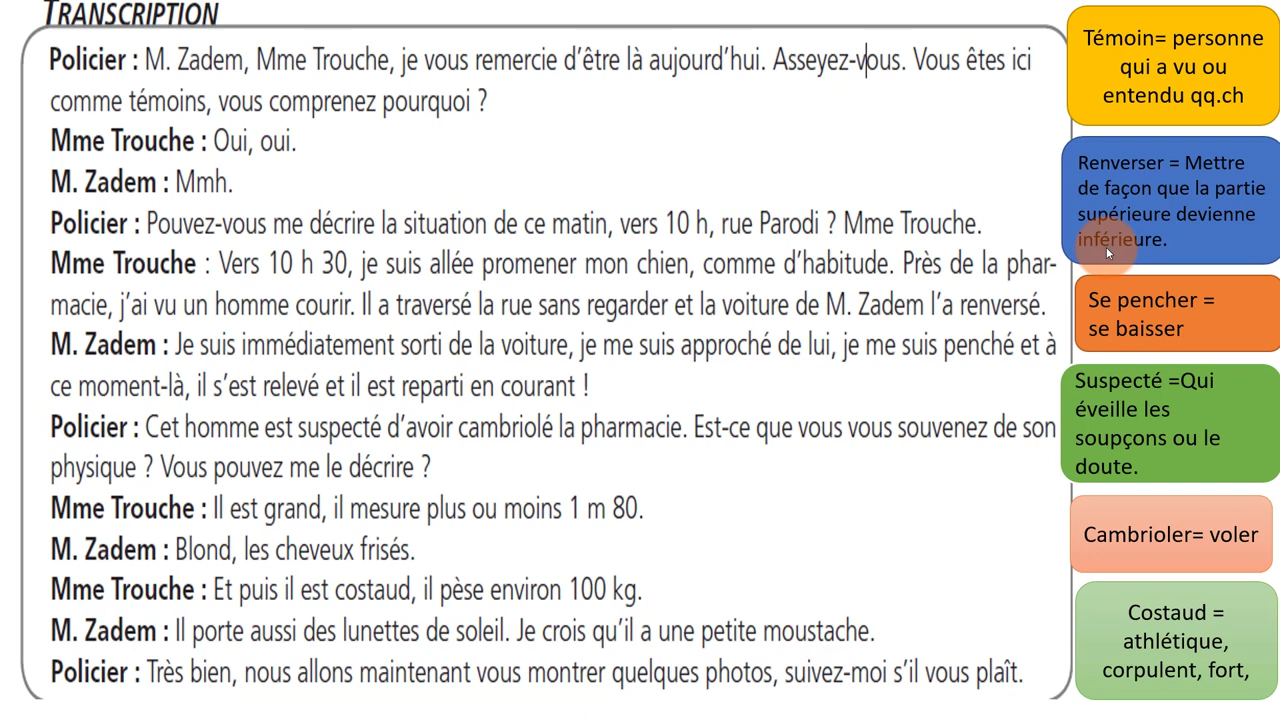 TRANSCRIPTION
Policier : M. Zadem, Mme Trouche, je vous remercie d'être là aujourd'hui. Asseyez-vous. Vous êtes ici
comme témoins, vous comprenez pourquoi ?
Mme Trouche : Oui, oui.
M. Zadem : Mmh.
Policier : Pouvez-vous me décrire la situation de ce matin, vers 10 h, rue Parodi ? Mme Trouche.
Mme Trouche : Vers 10 h 30, je suis allée promener mon chien, comme d'habitude. Près de la phar-
macie, j'ai vu un homme courir. Il a traversé la rue sans regarder et la voiture de M. Zadem l'a renversé.
M. Zadem : Je suis immédiatement sorti de la voiture, je me suis approché de lui, je me suis penché et à
ce moment-là, il s'est relevé et il est reparti en courant !
Policier : Cet homme est suspecté d'avoir cambriolé la pharmacie. Est-ce que vous vous souvenez de son
physique ? Vous pouvez me le décrire ?
Mme Trouche : Il est grand, il mesure plus ou moins 1 m 80.
M. Zadem : Blond, les cheveux frisés.
Mme Trouche : Et puis il est costaud, il pèse environ 100 kg.
M. Zadem : Il porte aussi des lunettes de soleil. Je crois qu'il a une petite moustache.
Policier : Très bien, nous allons maintenant vous montrer quelques photos, suivez-moi s'il vous plaît.
Témoin= personne
qui a vu ou
entendu qq.ch
Renverser = Mettre
de façon que la partie
supérieure devienne
inférieure.
Se pencher =
se baisser
Suspecté =Qui
éveille les
soupçons ou le
doute.
Cambrioler= voler
Costaud =
athlétique,
corpulent, fort,